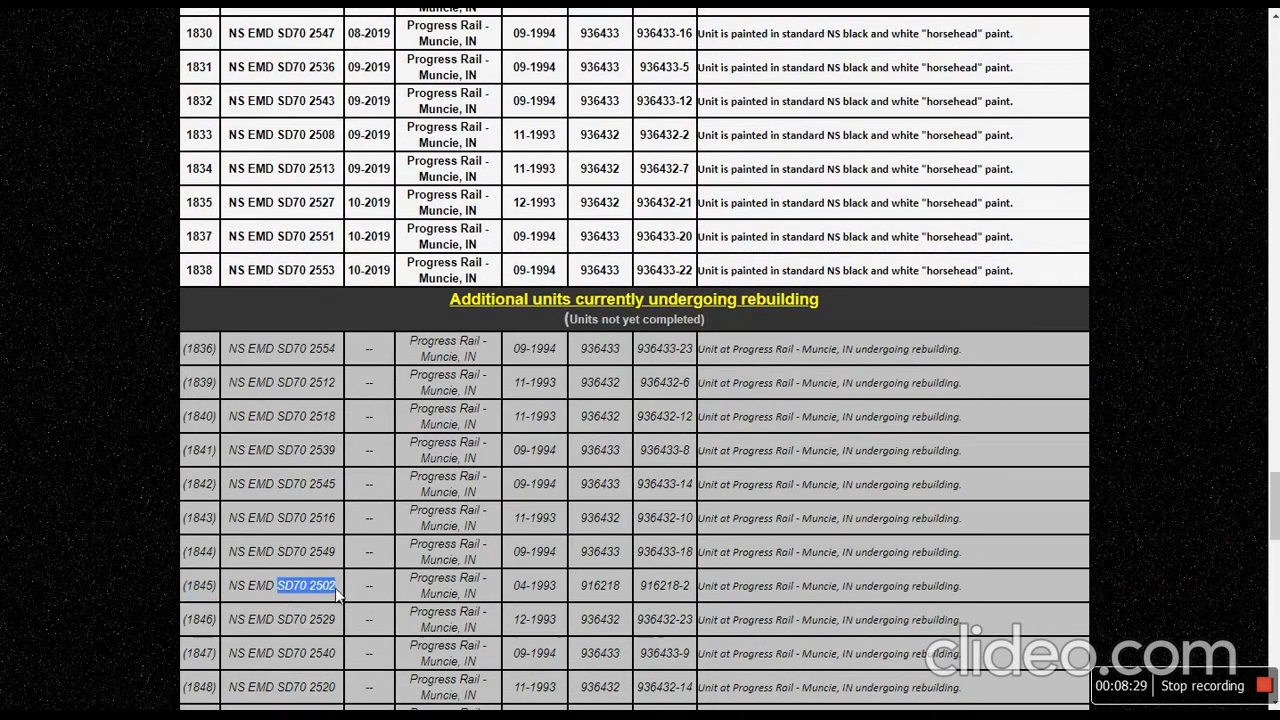 Muncie, IN
1830 NS EMD SD70 2547 08-2019 Progress Rail - Muncie, IN 09-1994 936433 936433-16 Unit is painted in standard NS black and white "horsehead" paint.
1831 NS EMD SD70 2536 09-2019 Progress Rail - Muncie, IN 09-1994 936433 936433-5 Unit is painted in standard NS black and white "horsehead" paint.
1832 NS EMD SD70 2543 09-2019 Progress Rail - Muncie, IN 09-1994 936433 936433-12 Unit is painted in standard NS black and white "horsehead" paint.
1833 NS EMD SD70 2508 09-2019 Progress Rail - Muncie, IN 11-1993 936432 936432-2 Unit is painted in standard NS black and white "horsehead" paint.
1834 NS EMD SD70 2513 09-2019 Progress Rail - Muncie, IN 11-1993 936432 936432-7 Unit is painted in standard NS black and white "horsehead" paint.
1835 NS EMD SD70 2527 10-2019 Progress Rail - Muncie, IN 12-1993 936432 936432-21 Unit is painted in standard NS black and white "horsehead" paint.
1837 NS EMD SD70 2551 10-2019 Progress Rail - Muncie, IN 09-1994 936433 936433-20 Unit is painted in standard NS black and white "horsehead" paint.
1838 NS EMD SD70 2553 10-2019 Progress Rail - Muncie, IN 09-1994 936433 936433-22 Unit is painted in standard NS black and white "horsehead" paint.
Additional units currently undergoing rebuilding
(Units not yet completed)
(1836) NS EMD SD70 2554 -- Progress Rail - Muncie, IN 09-1994 936433 936433-23 Unit at Progress Rail - Muncie, IN undergoing rebuilding.
(1839) NS EMD SD70 2512 -- Progress Rail - Muncie, IN 11-1993 936432 936432-6 Unit at Progress Rail - Muncie, IN undergoing rebuilding.
(1840) NS EMD SD70 2518 -- Progress Rail - Muncie, IN 11-1993 936432 936432-12 Unit at Progress Rail - Muncie, IN undergoing rebuilding.
(1841) NS EMD SD70 2539 -- Progress Rail - Muncie, IN 09-1994 936433 936433-8 Unit at Progress Rail - Muncie, IN undergoing rebuilding.
(1842) NS EMD SD70 2545 -- Progress Rail - Muncie, IN 09-1994 936433 936433-14 Unit at Progress Rail - Muncie, IN undergoing rebuilding.
(1843) NS EMD SD70 2516 -- Progress Rail - Muncie, IN 11-1993 936432 936432-10 Unit at Progress Rail - Muncie, IN undergoing rebuilding.
(1844) NS EMD SD70 2549 -- Progress Rail - Muncie, IN 09-1994 936433 936433-18 Unit at Progress Rail - Muncie, IN undergoing rebuilding.
(1845) NS EMD SD70 2502 -- Progress Rail - Muncie, IN 04-1993 916218 916218-2 Unit at Progress Rail - Muncie, IN undergoing rebuilding.
(1846) NS EMD SD70 2529 -- Progress Rail - Muncie, IN 12-1993 936432 936432-23 Unit at Progress Rail - Muncie, IN undergoing rebuilding.
(1847) NS EMD SD70 2540 -- Progress Rail - Muncie, IN 09-1994 936433 936433-9 Unit at Progress Rail - Muncie, IN undergoing rebuilding.
(1848) NS EMD SD70 2520 -- Progress Rail - Muncie, IN 11-1993 936432 936432-14 Unit at Progress Rail - Muncie, IN undergoing rebuilding.
clideo.com
00:08:29 Stop recording